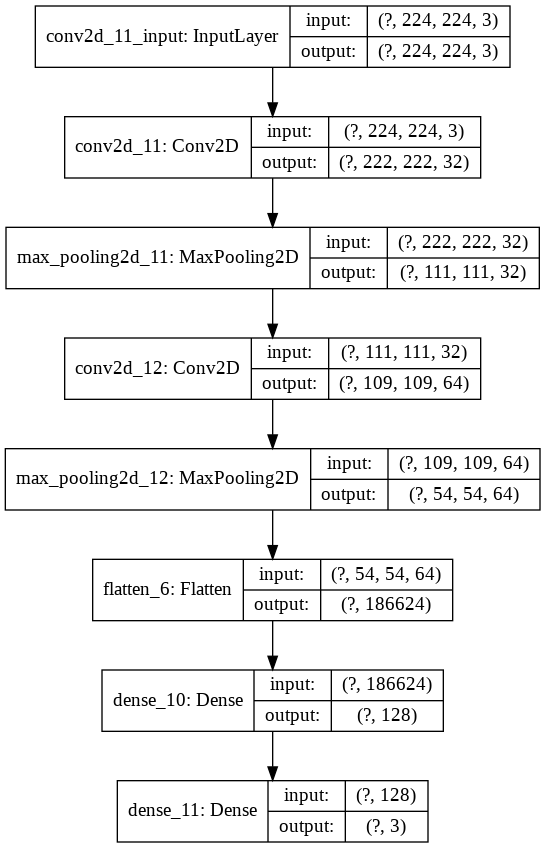 conv2d_11_input: InputLayer
input: (?, 224, 224, 3)
output: (?, 224, 224, 3)
conv2d_11: Conv2D
input: (?, 224, 224, 3)
output: (?, 222, 222, 32)
max_pooling2d_11: MaxPooling2D
input: (?, 222, 222, 32)
output: (?, 111, 111, 32)
conv2d_12: Conv2D
input: (?, 111, 111, 32)
output: (?, 109, 109, 64)
max_pooling2d_12: MaxPooling2D
input: (?, 109, 109, 64)
output: (?, 54, 54, 64)
flatten_6: Flatten
input: (?, 54, 54, 64)
output: (?, 186624)
dense_10: Dense
input: (?, 186624)
output: (?, 128)
dense_11: Dense
input: (?, 128)
output: (?, 3)